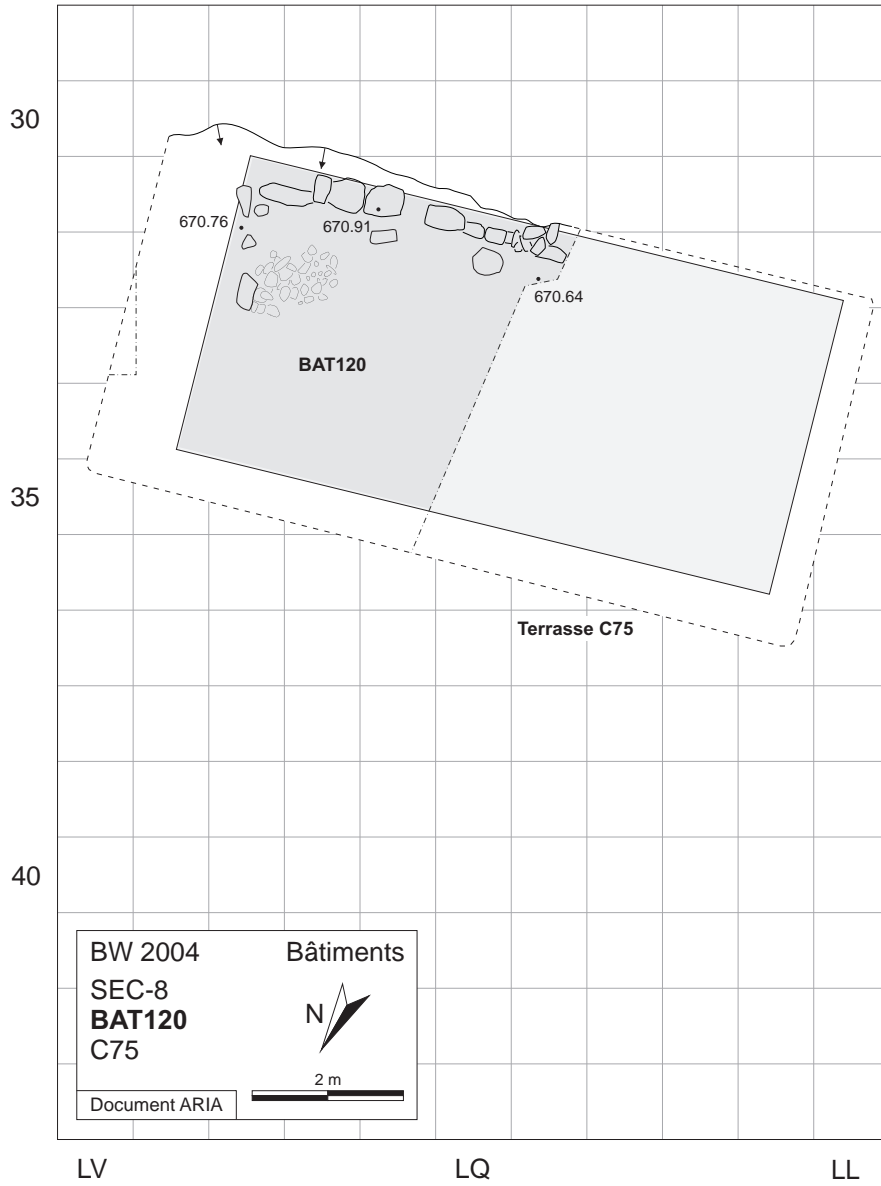 30
670.76
670.91
670.64
BAT120
35
Terrasse C75
40
BW 2004 Bâtiments
SEC-8
BAT120
C75
N
2 m
Document ARIA
LV LQ LL